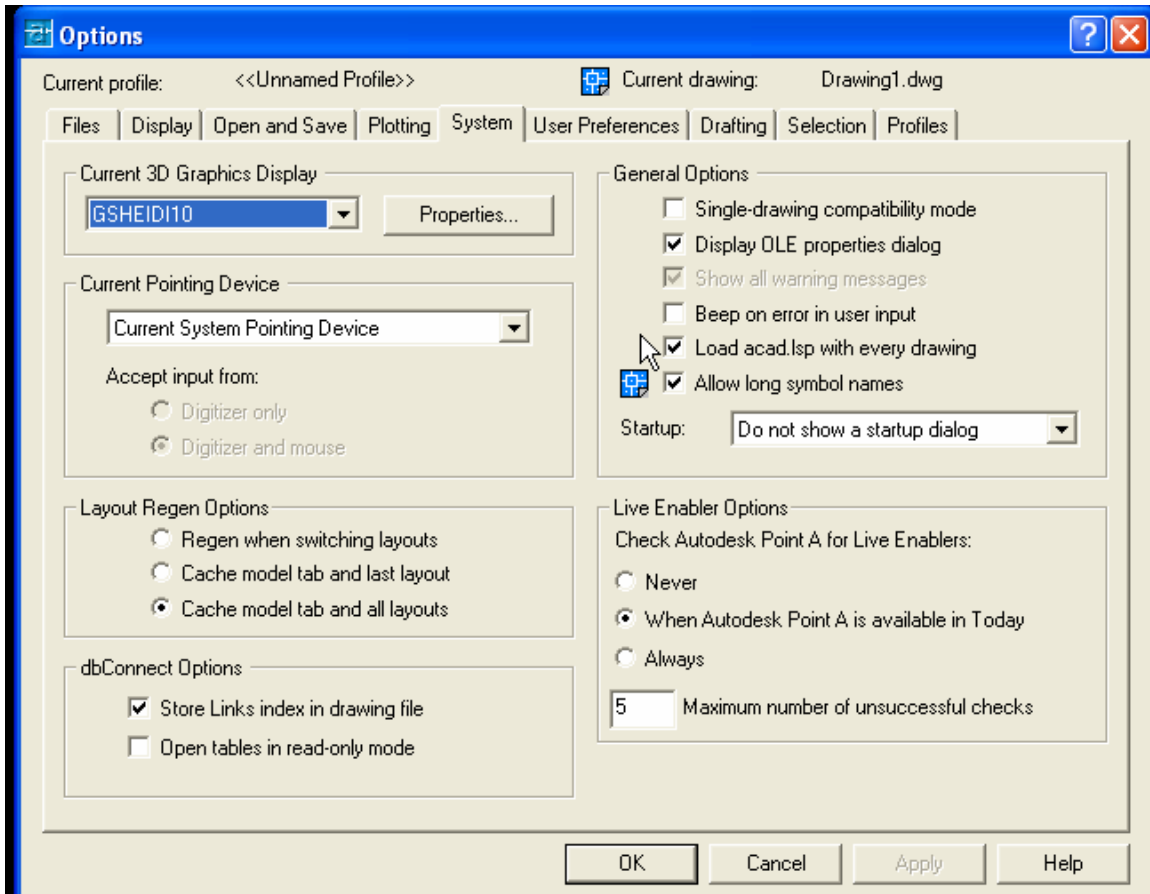 Options
Current profile: <<Unnamed Profile>> Current drawing: Drawing1.dwg
Files Display Open and Save Plotting System User Preferences Drafting Selection Profiles
Current 3D Graphics Display
GSHEIDI10
Properties...
Current Pointing Device
Current System Pointing Device
Accept input from:
Digitizer only
Digitizer and mouse
Layout Regen Options
Regen when switching layouts
Cache model tab and last layout
Cache model tab and all layouts
dbConnect Options
Store Links index in drawing file
Open tables in read-only mode
General Options
Single-drawing compatibility mode
Display OLE properties dialog
Show all warning messages
Beep on error in user input
Load acad.lsp with every drawing
Allow long symbol names
Startup: Do not show a startup dialog
Live Enabler Options
Check Autodesk Point A for Live Enablers:
Never
When Autodesk Point A is available in Today
Always
5 Maximum number of unsuccessful checks
OK Cancel Apply Help